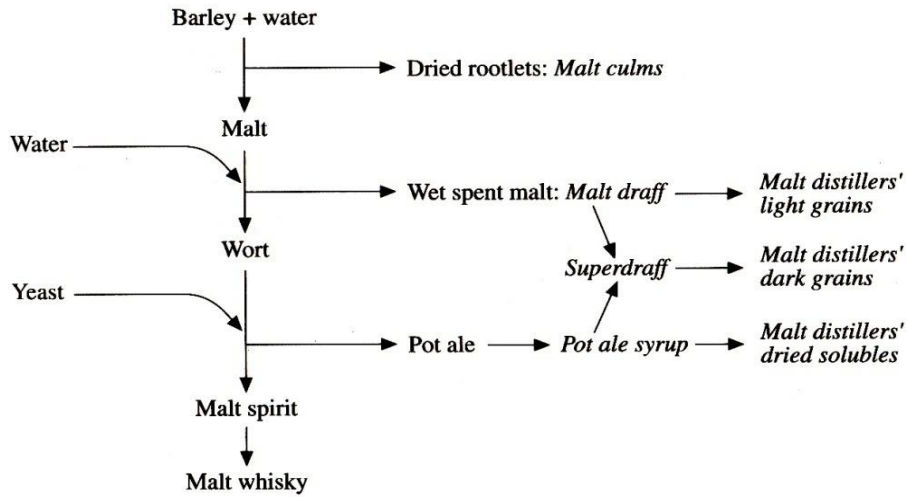 Barley + water
Dried rootlets: Malt culms
Malt
Water
Wet spent malt: Malt draff
Malt distillers'
light grains
Wort
Superdraff
Malt distillers'
dark grains
Yeast
Pot ale
Pot ale syrup
Malt distillers'
dried solubles
Malt spirit
Malt whisky